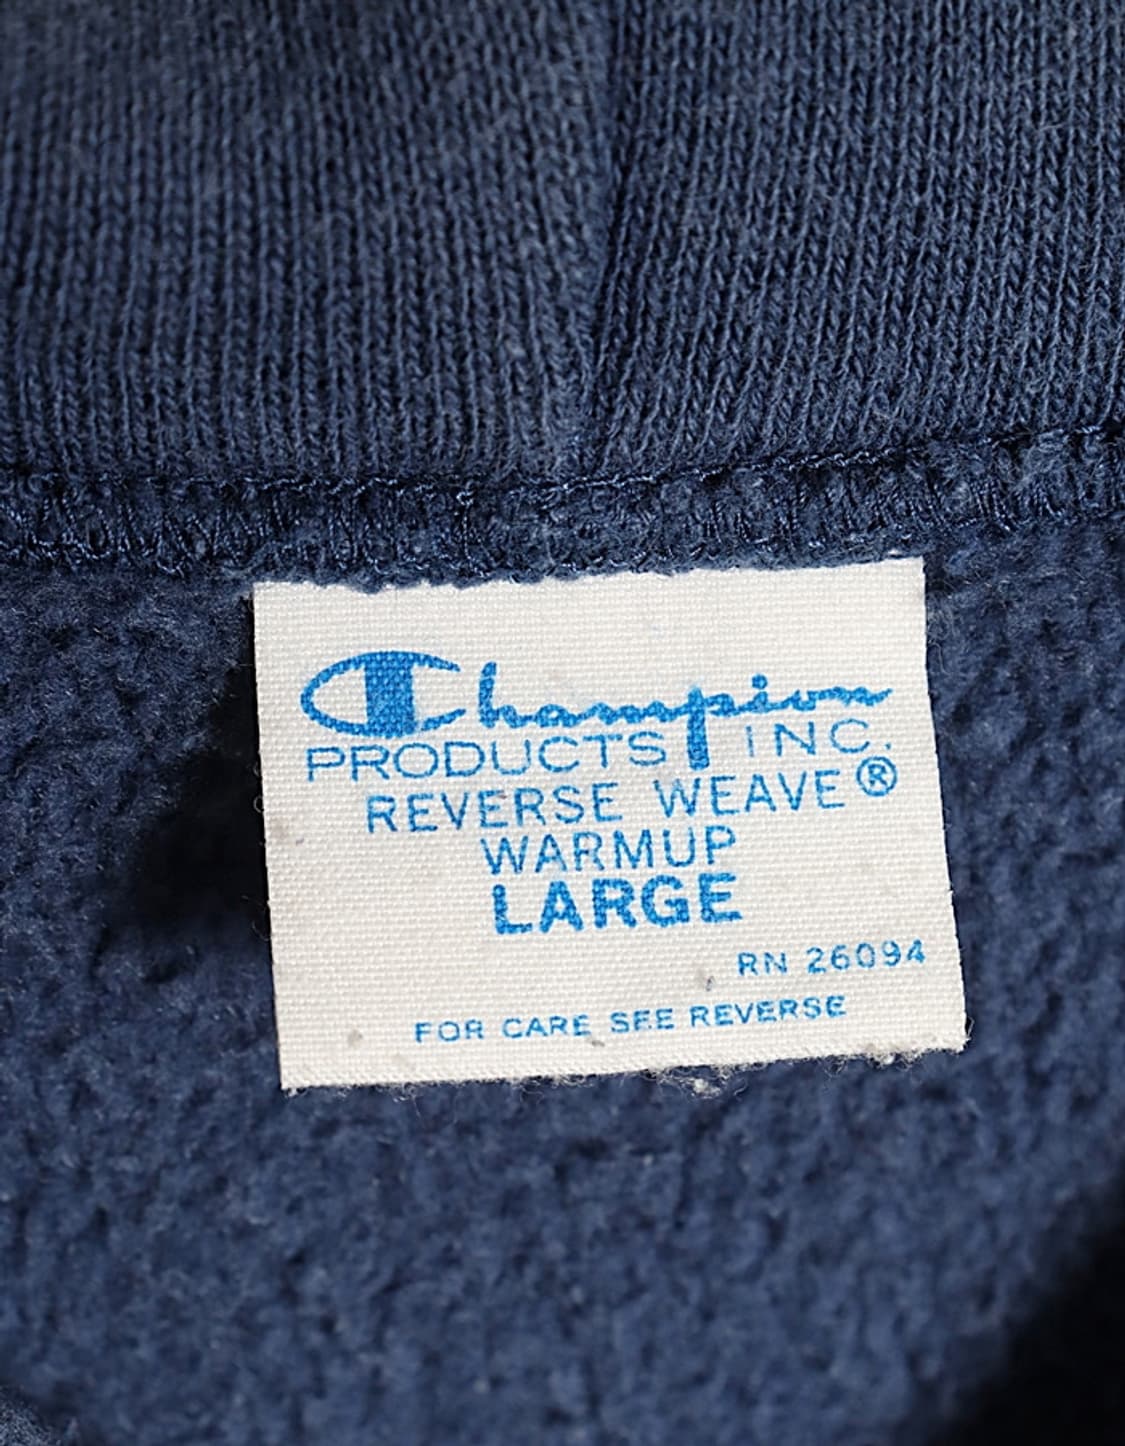 Champion
PRODUCTS INC.
REVERSE WEAVE®
WARMUP
LARGE
RN 26094
FOR CARE SEE REVERSE